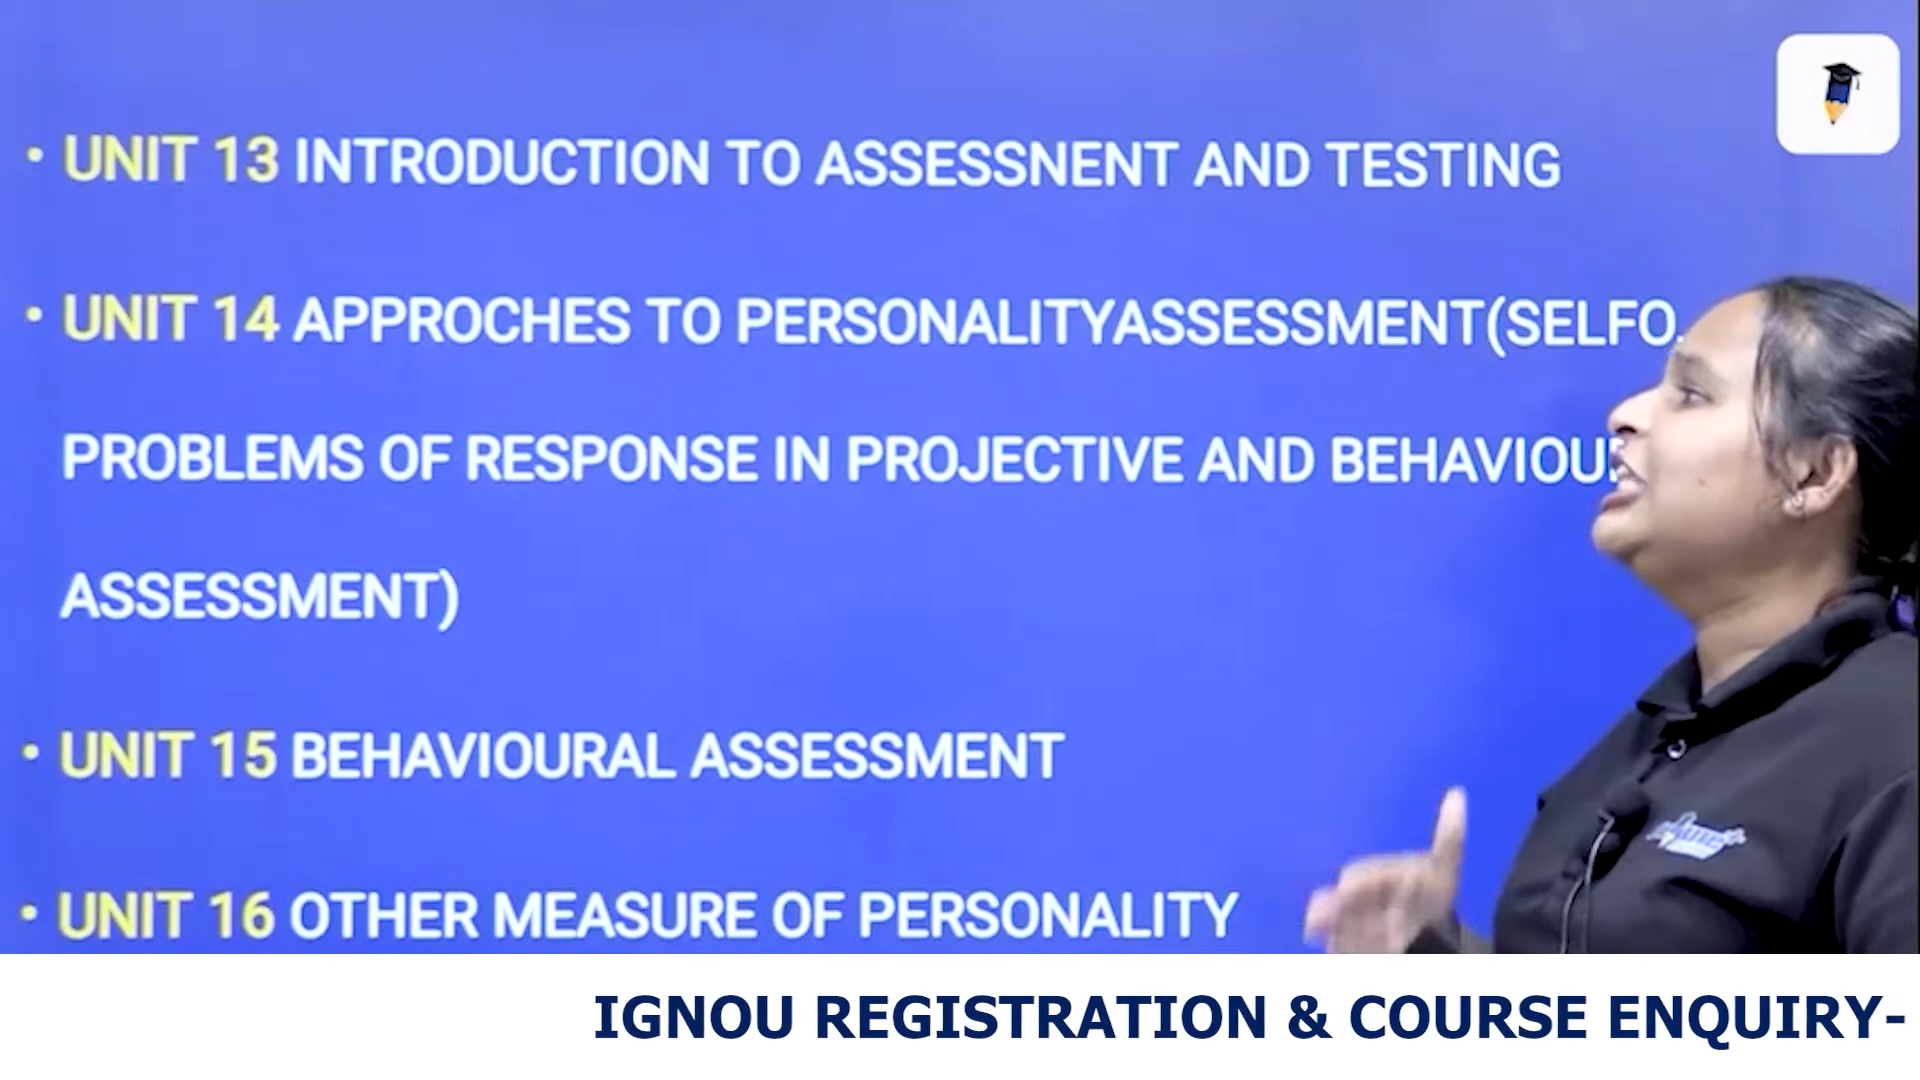 • UNIT 13 INTRODUCTION TO ASSESSNENT AND TESTING
• UNIT 14 APPROCHES TO PERSONALITYASSESSMENT(SELFO.
PROBLEMS OF RESPONSE IN PROJECTIVE AND
ASSESSMENT)
• UNIT 15 BEHAVIOURAL ASSESSMENT
• UNIT 16 OTHER MEASURE OF PERSONALITY
IGNOU REGISTRATION & COURSE ENQUIRY-